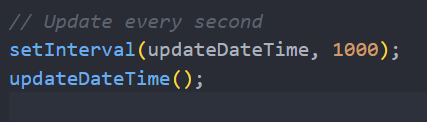 // Update every second
setInterval(updateDateTime, 1000);
updateDateTime();